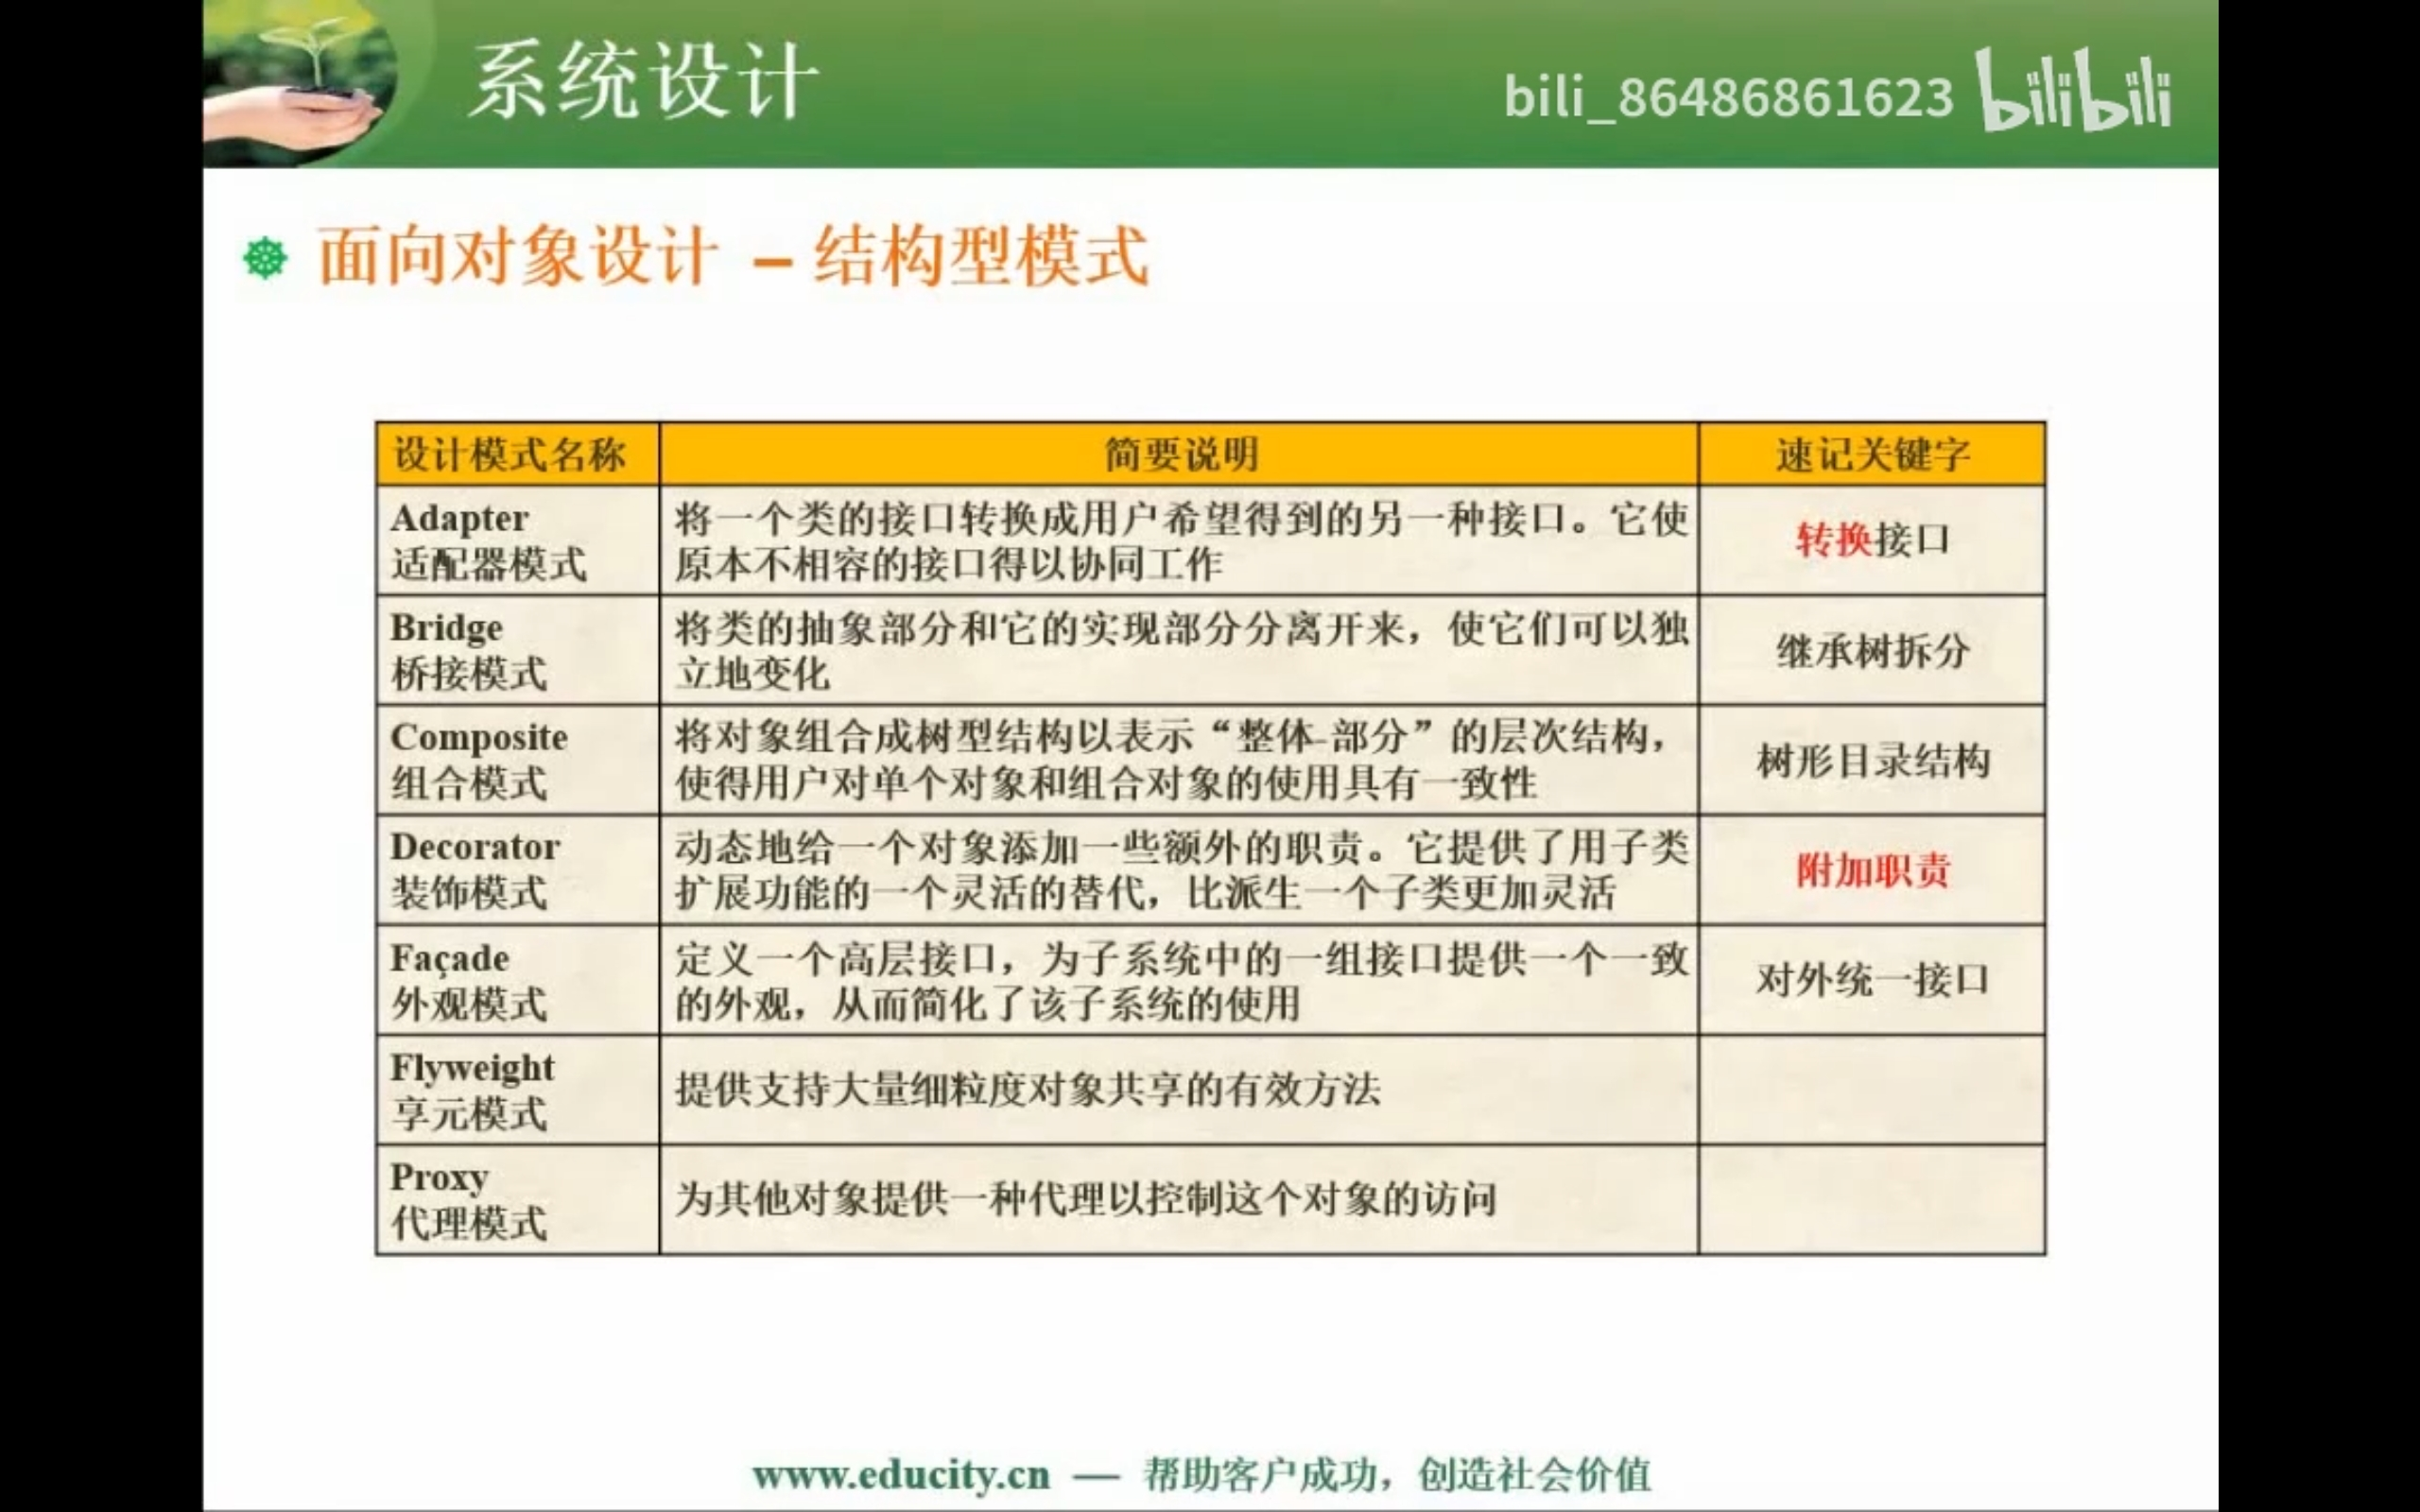 系统设计
bili_86486861623 bilibili
面向对象设计 – 结构型模式
设计模式名称 简要说明 速记关键字
Adapter
适配器模式
将一个类的接口转换成用户希望得到的另一种接口。它使
原本不相容的接口得以协同工作
转换接口
Bridge
桥接模式
将类的抽象部分和它的实现部分分离开来，使它们可以独
立地变化
继承树拆分
Composite
组合模式
将对象组合成树型结构以表示“整体-部分”的层次结构，
使得用户对单个对象和组合对象的使用具有一致性
树形目录结构
Decorator
装饰模式
动态地给一个对象添加一些额外的职责。它提供了用子类
扩展功能的一个灵活的替代，比派生一个子类更加灵活
附加职责
Façade
外观模式
定义一个高层接口，为子系统中的一组接口提供一个一致
的外观，从而简化了该子系统的使用
对外统一接口
Flyweight
享元模式
提供支持大量细粒度对象共享的有效方法
Proxy
代理模式
为其他对象提供一种代理以控制这个对象的访问
www.educity.cn — 帮助客户成功，创造社会价值